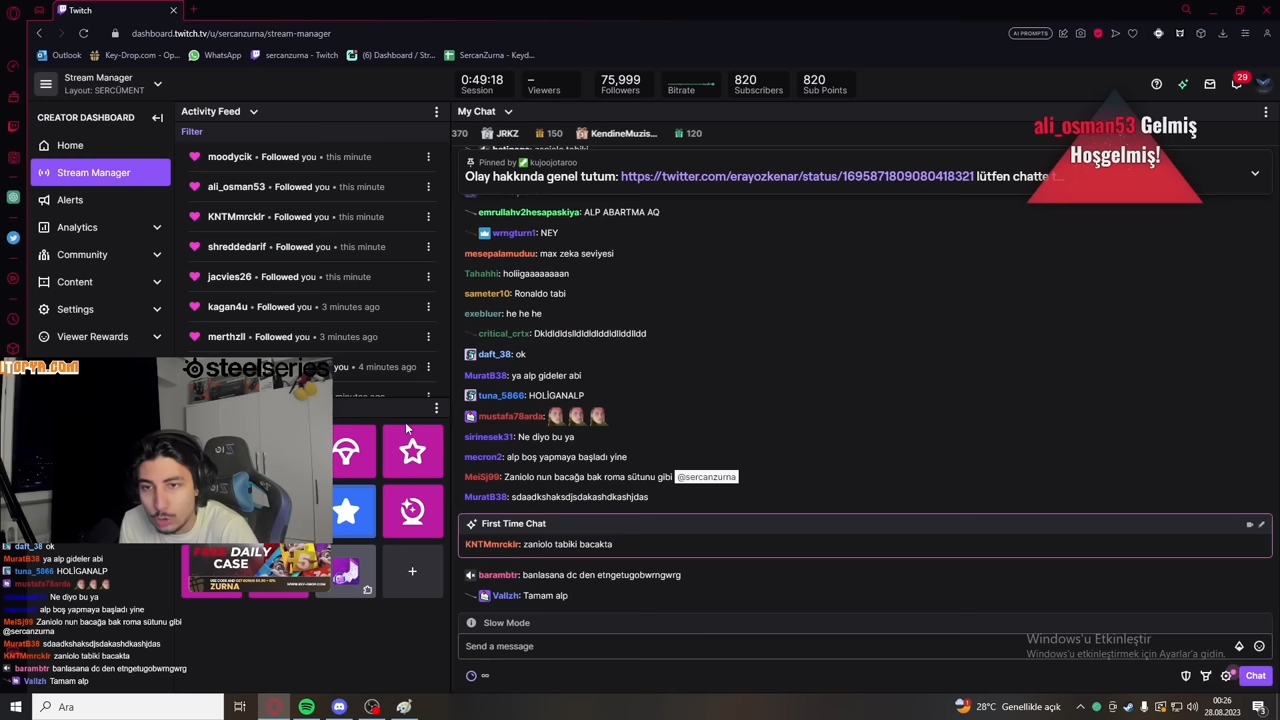 Twitch
dashboard.twitch.tv/u/sercanzuma/stream-manager
AI PROMPTS
Outlook
Key-Drop.com - Op...
WhatsApp
sercanzurna - Twitch
(6) Dashboard / Str...
SercanZurna - Keyd...
Stream Manager
Layout: SERCÜMENT
0:49:18
Session
–
Viewers
75,999
Followers
Bitrate
820
Subscribers
820
Sub Points
29
CREATOR DASHBOARD
Home
Stream Manager
Alerts
Analytics
Community
Content
Settings
Viewer Rewards
Activity Feed
Filter
moodycik • Followed you • this minute
ali_osman53 • Followed you • this minute
KNTMmrcklr • Followed you • this minute
shreddedarif • Followed you • this minute
jacvies26 • Followed you • this minute
kagan4u • Followed you • 3 minutes ago
merthzll • Followed you • 3 minutes ago
you • 4 minutes ago
My Chat
370 JRKZ 150 KendineMuzis... 120
ali_osman53 Gelmiş
Hoşgelmiş!
Pinned by kujoojotaroo
Olay hakkında genel tutum: https://twitter.com/erayozkenar/status/1695871809080418321 lütfen chatte t...
emrullahv2hesapaskiya: ALP ABARTMA AQ
wrngturn1: NEY
mesepalamuduu: max zeka seviyesi
Tahahhi: holiigaaaaaaaan
sameter10: Ronaldo tabi
exebluer: he he he
critical_crtx: Dkldldldslldldldlddldllddlldd
daft_38: ok
MuratB38: ya alp gideler abi
tuna_5866: HOLİGANALP
mustafa78arda:
sirinesek31: Ne diyo bu ya
mecron2: alp boş yapmaya başladı yine
MeiSj99: Zaniolo nun bacağa bak roma sütunu gibi @sercanzurna
MuratB38: sdaadkshaksdjsdakashdkashjdas
First Time Chat
KNTMmrcklr: zaniolo tabiki bacakta
barambtr: banlasana dc den etngetugobwrngwrg
Vallzh: Tamam alp
Slow Mode
Send a message
Chat
Windows'u Etkinleştir
Windows'u etkinleştirmek için Ayarlar'a gidin.
steelseries
daft_38 ok
MuratB38: ya alp gideler abi
tuna_5866: HOLİGANALP
mustafa78arda
Ne diyo bu ya
alp boş yapmaya başladı yine
MeiSj99: Zaniolo nun bacağa bak roma sütunu gibi
@sercanzurna
MuratB38: sdaadkshaksdjsdakashdkashjdas
KNTMmrcklr: zaniolo tabiki bacakta
barambtr: banlasana dc den etngetugobwrngwrg
Vallzh: Tamam alp
FREE DAILY
CASE
ZURNA
WWW.KEY-DROP.COM
Ara
28°C Genellikle açık
00:26
28.08.2023